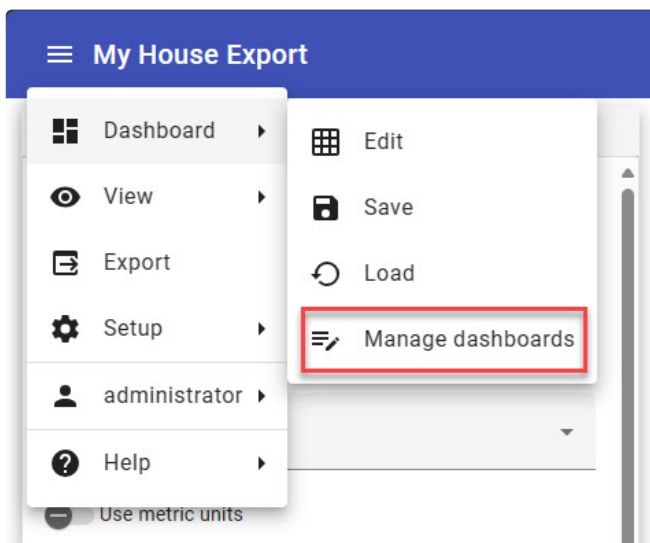 My House Export
Dashboard
View
Export
Setup
administrator
Help
Edit
Save
Load
Manage dashboards
Use metric units